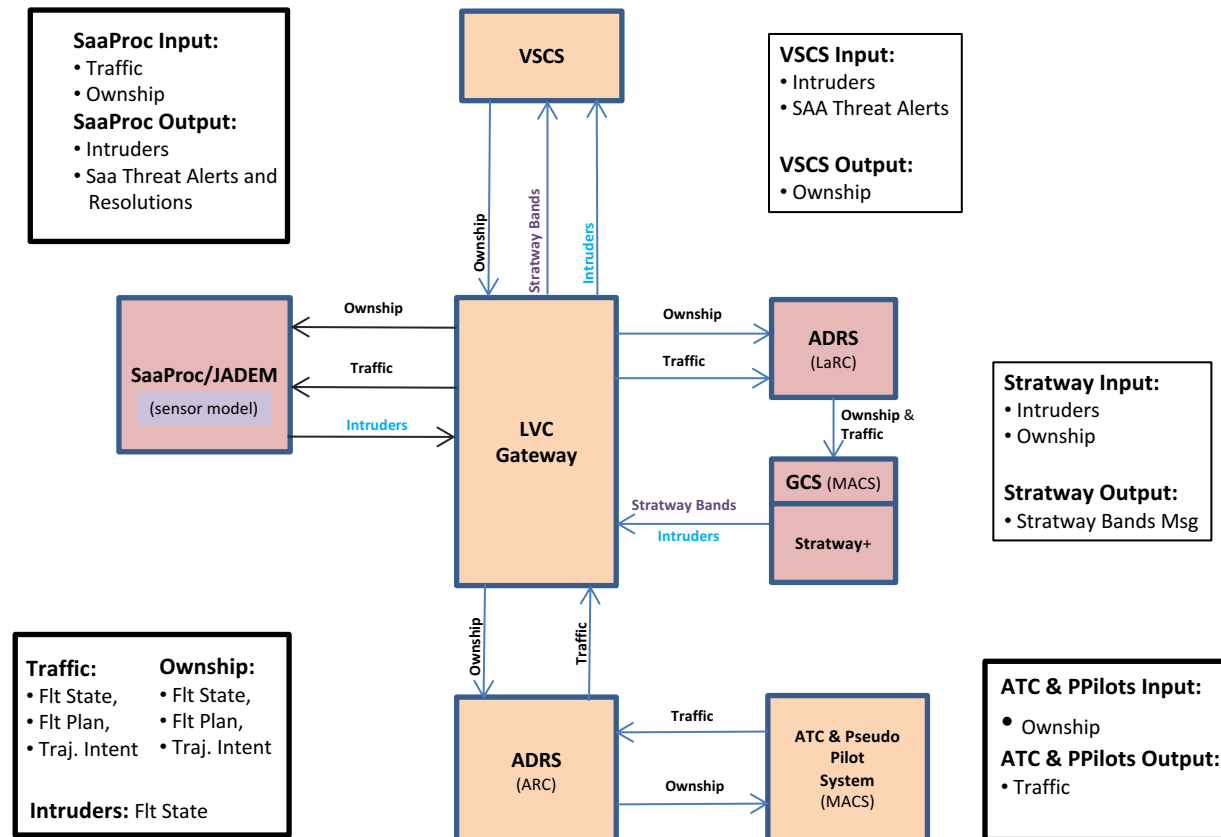 SaaProc Input:
• Traffic
• Ownship
SaaProc Output:
• Intruders
• Saa Threat Alerts and
Resolutions
VSCS
VSCS Input:
• Intruders
• SAA Threat Alerts
VSCS Output:
• Ownship
Ownship
Stratway Bands
Intruders
SaaProc/JADEM
(sensor model)
Ownship
Traffic
Intruders
LVC
Gateway
Ownship
Traffic
ADRS
(LaRC)
Ownship &
Traffic
GCS (MACS)
Stratway+
Stratway Bands
Intruders
Stratway Input:
• Intruders
• Ownship
Stratway Output:
• Stratway Bands Msg
Ownship
Traffic
Traffic:
• Flt State,
• Flt Plan,
• Traj. Intent
Ownship:
• Flt State,
• Flt Plan,
• Traj. Intent
Intruders: Flt State
ADRS
(ARC)
Traffic
Ownship
ATC & Pseudo
Pilot
System
(MACS)
ATC & PPilots Input:
• Ownship
ATC & PPilots Output:
• Traffic